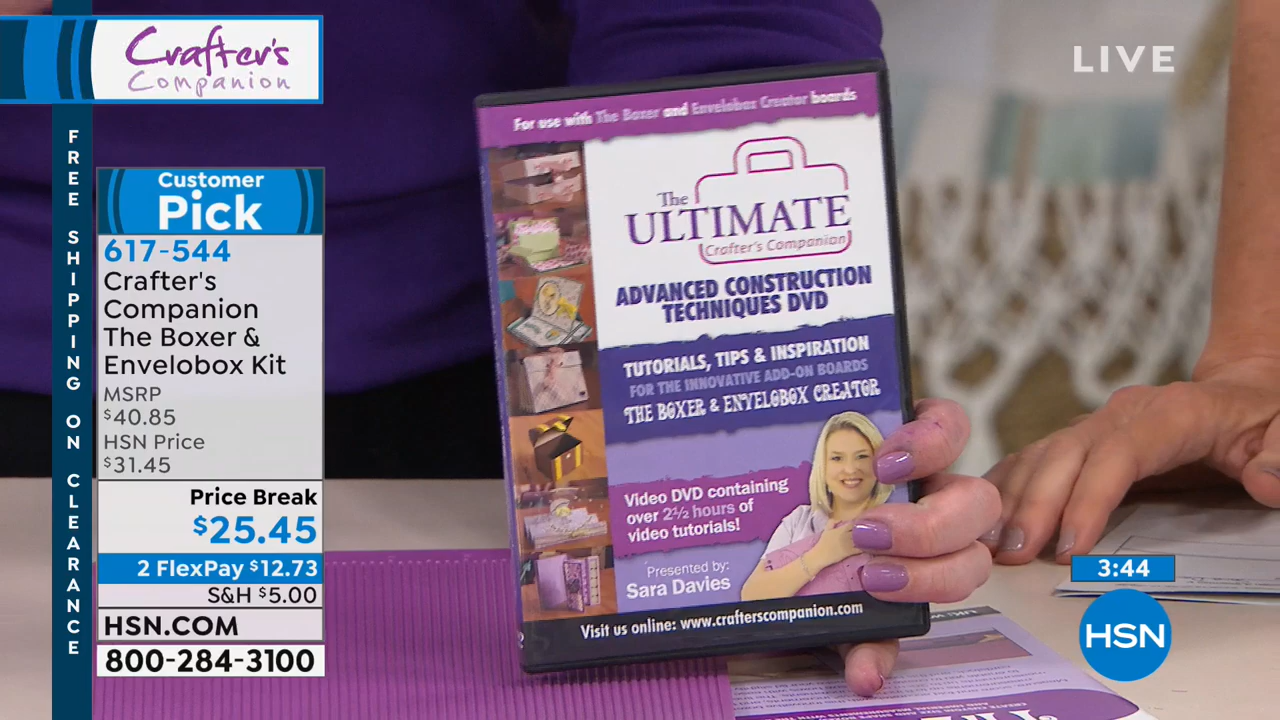 Crafter's
Companion
LIVE
FREE SHIPPING ON CLEARANCE
Customer
Pick
617-544
Crafter's
Companion
The Boxer &
Envelobox Kit
MSRP
$40.85
HSN Price
$31.45
Price Break
$25.45
2 FlexPay $12.73
S&H $5.00
HSN.COM
800-284-3100
For use with The Boxer and Envelobox Creator boards
The
ULTIMATE
Crafter's Companion
ADVANCED CONSTRUCTION
TECHNIQUES DVD
TUTORIALS, TIPS & INSPIRATION
FOR THE INNOVATIVE ADD-ON BOARDS
THE BOXER & ENVELOBOX CREATOR
Video DVD containing
over 2½ hours of
video tutorials!
Presented by:
Sara Davies
Visit us online: www.crafterscompanion.com
3:44
HSN